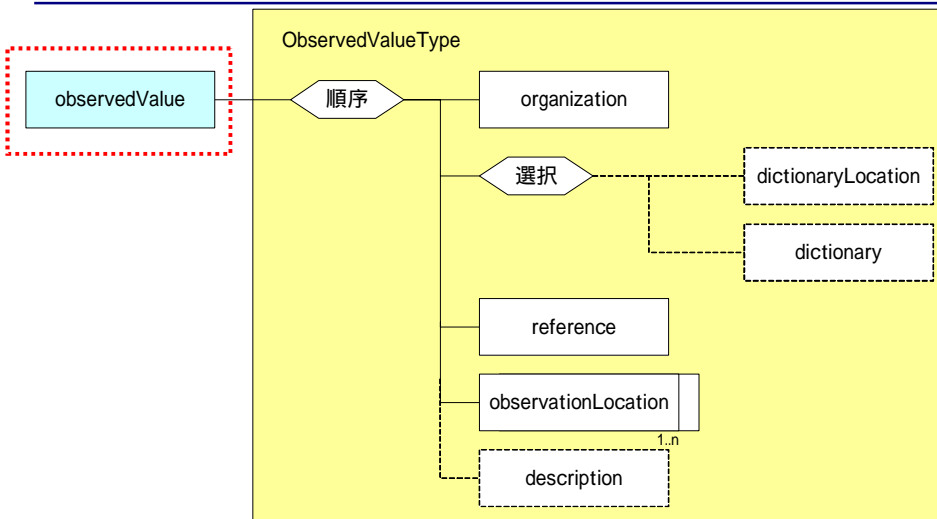 ObservedValueType
observedValue
順序
organization
選択
dictionaryLocation
dictionary
reference
observationLocation
1..n
description